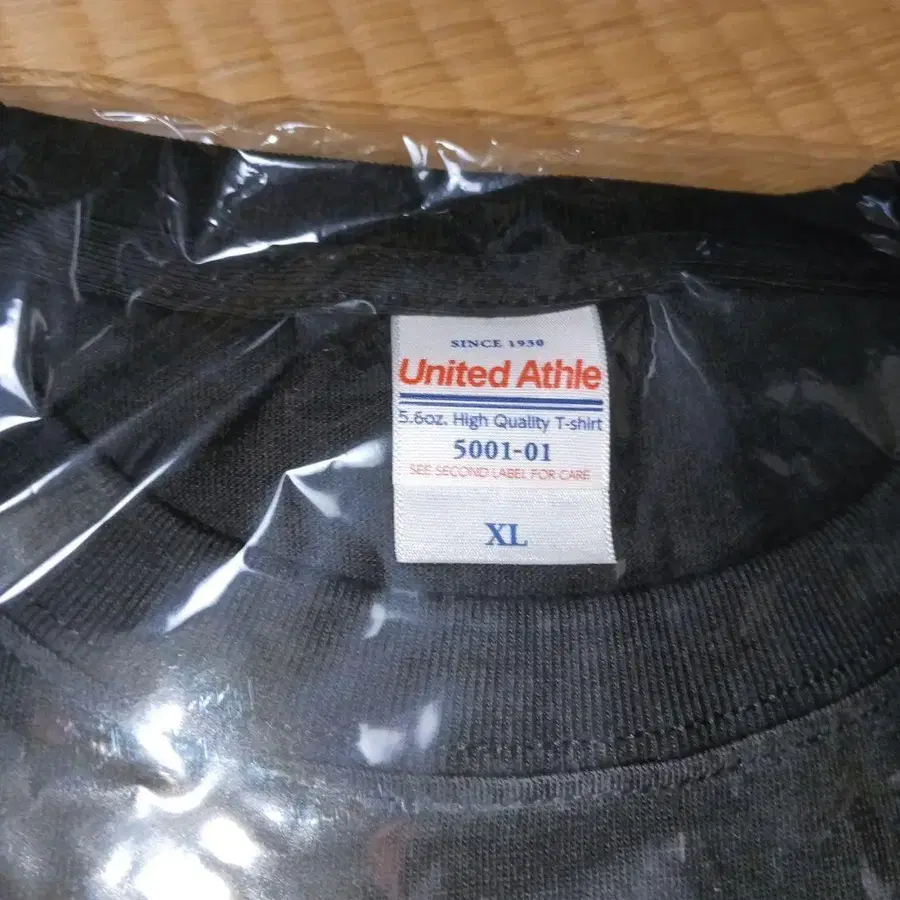 SINCE 1950
United Athle
5.6oz. High Quality T-shirt
5001-01
SEE SECOND LABEL FOR CARE
XL